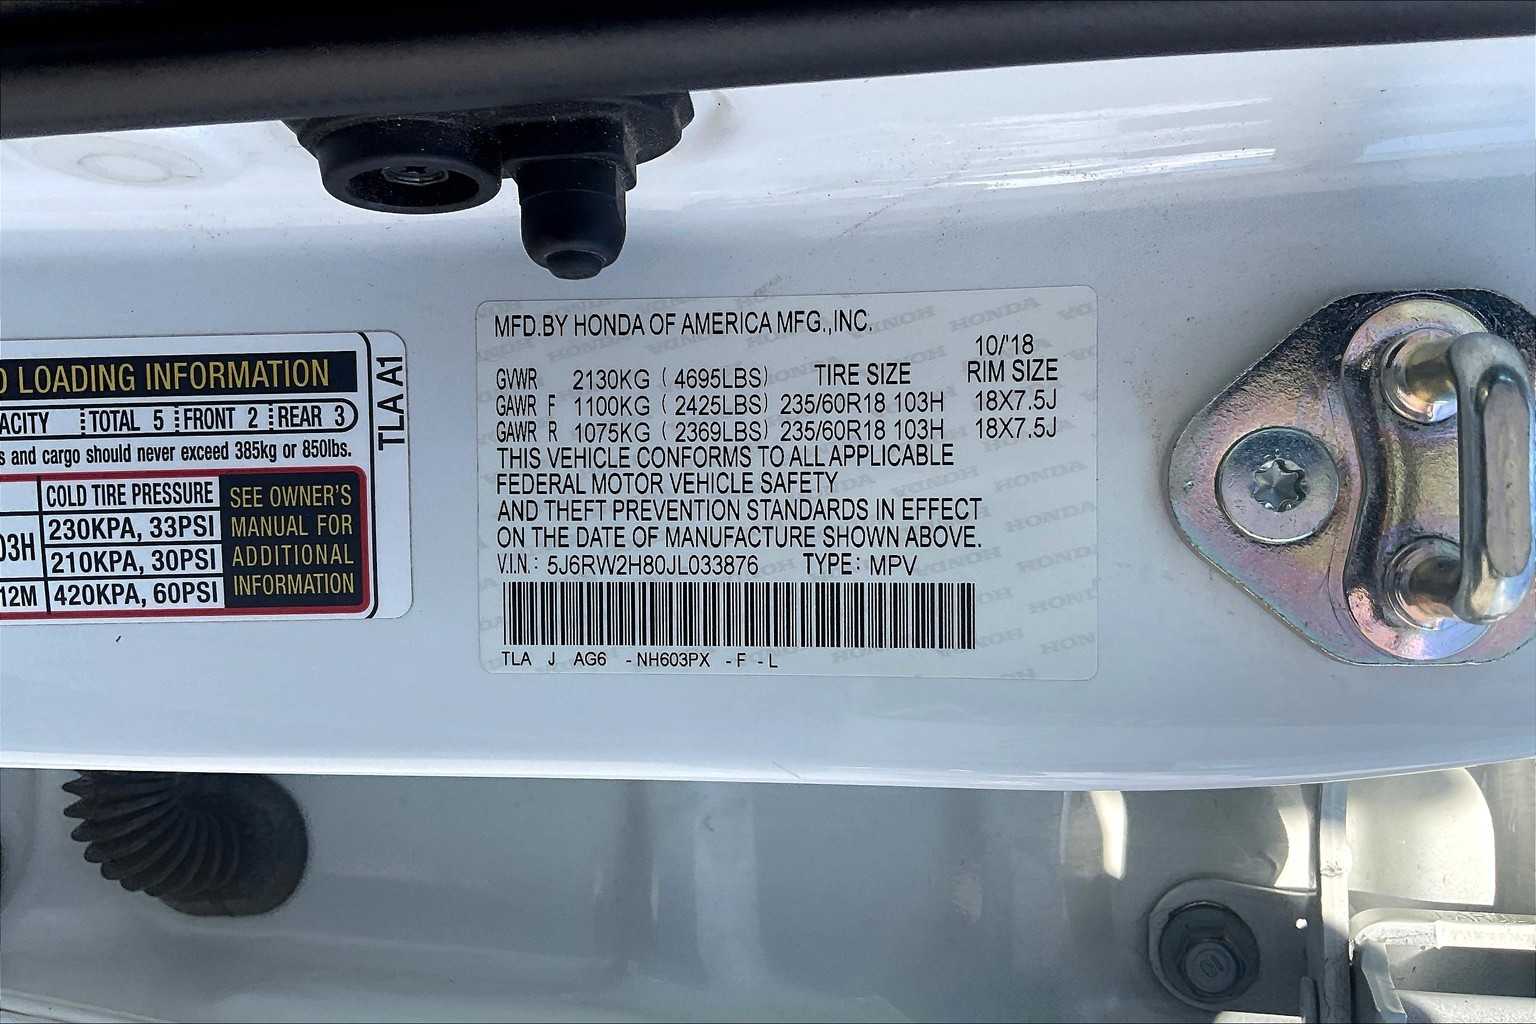 MFD.BY HONDA OF AMERICA MFG.,INC.
10/'18
GVWR 2130KG (4695LBS) TIRE SIZE RIM SIZE
GAWR F 1100KG (2425LBS) 235/60R18 103H 18X7.5J
GAWR R 1075KG (2369LBS) 235/60R18 103H 18X7.5J
THIS VEHICLE CONFORMS TO ALL APPLICABLE
FEDERAL MOTOR VEHICLE SAFETY
AND THEFT PREVENTION STANDARDS IN EFFECT
ON THE DATE OF MANUFACTURE SHOWN ABOVE.
V.I.N.: 5J6RW2H80JL033876 TYPE: MPV
TLA J AG6 -NH603PX -F -L
LOADING INFORMATION
ACITY TOTAL 5 FRONT 2 REAR 3
s and cargo should never exceed 385kg or 850lbs.
COLD TIRE PRESSURE
03H 230KPA, 33PSI
210KPA, 30PSI
12M 420KPA, 60PSI
SEE OWNER'S
MANUAL FOR
ADDITIONAL
INFORMATION
TLA A1
HONDA